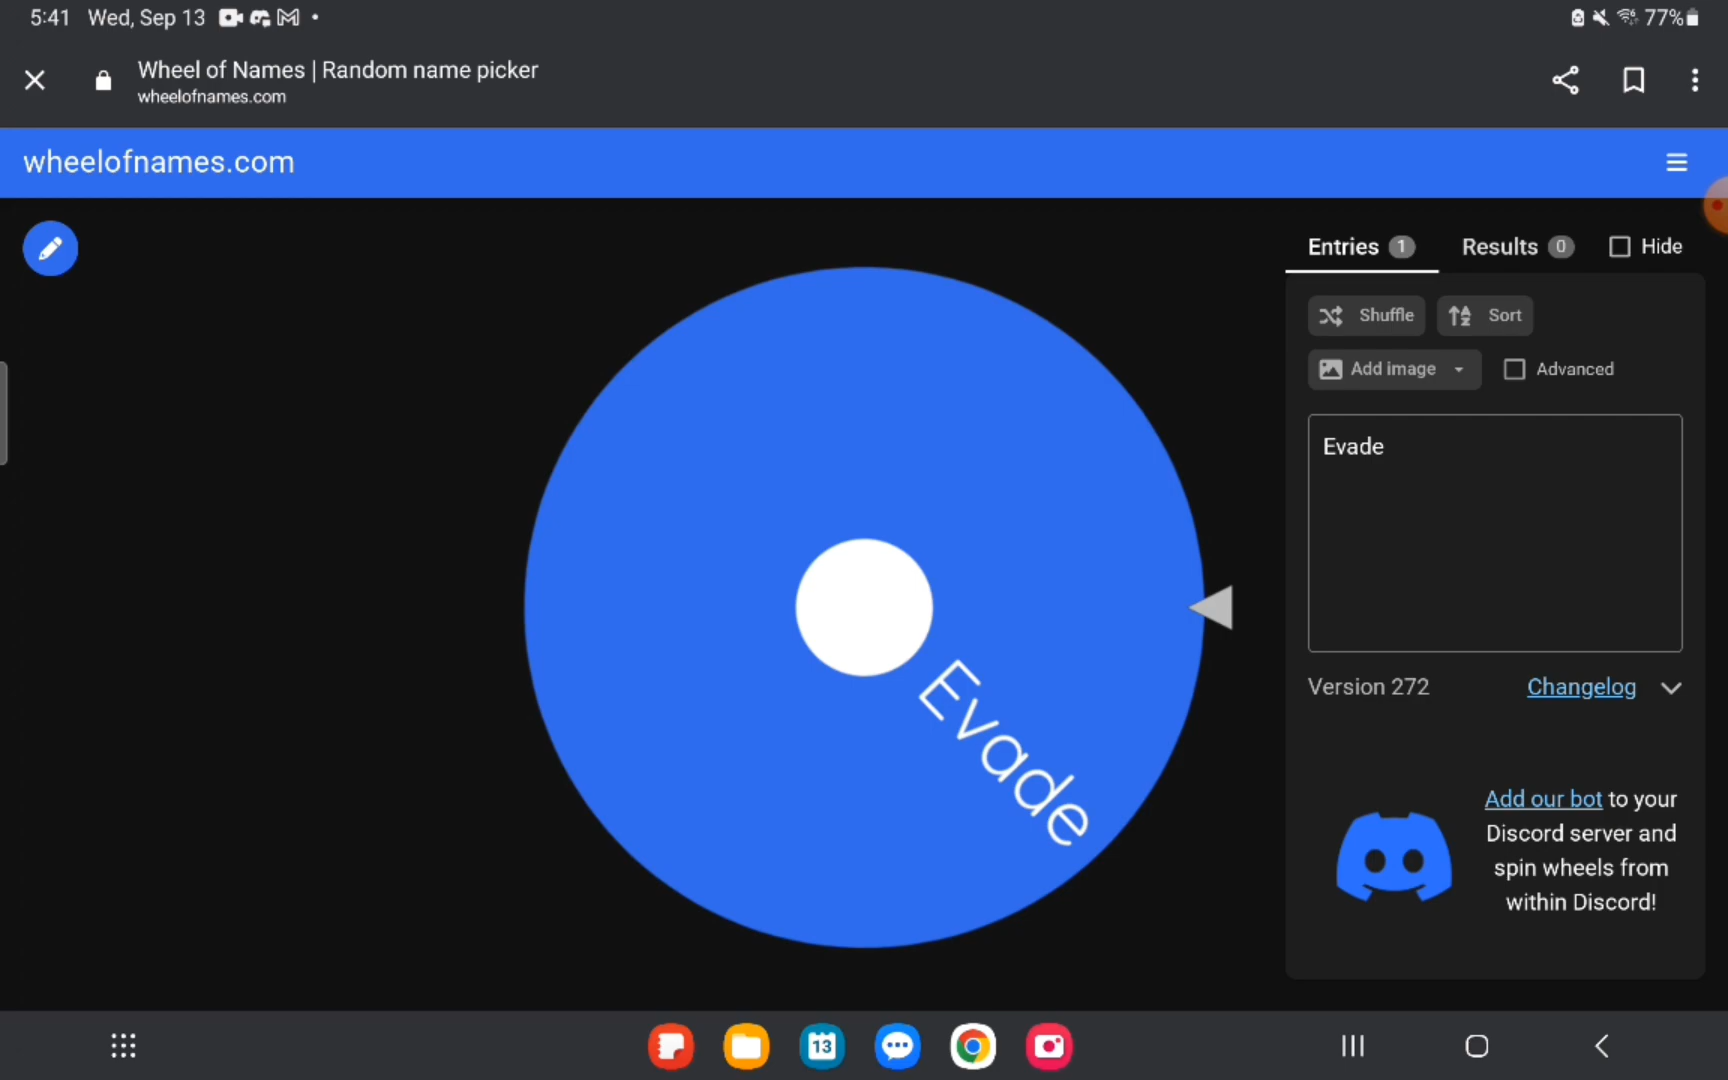 5:41 Wed, Sep 13
77%
Wheel of Names | Random name picker
wheelofnames.com
wheelofnames.com
Entries 1 Results 0 Hide
Shuffle Sort
Add image Advanced
Evade
Evade
Version 272 Changelog
Add our bot to your
Discord server and
spin wheels from
within Discord!
13